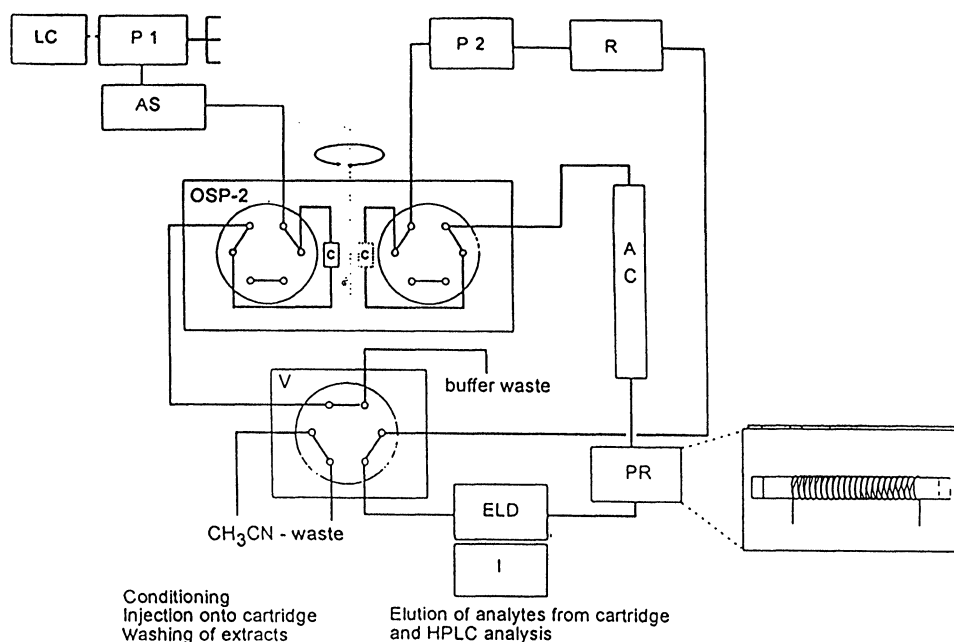 LC
P 1
P 2
R
AS
OSP-2
C
C
A
C
V
buffer waste
PR
CH₃CN - waste
ELD
I
Conditioning
Injection onto cartridge
Washing of extracts
Elution of analytes from cartridge
and HPLC analysis